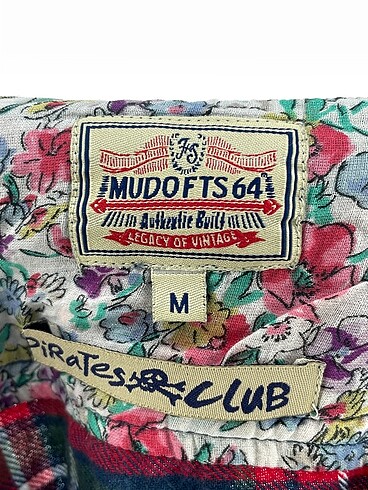 FS
MUDO FTS 64
Authentic Built
LEGACY OF VINTAGE
M
PiRATES CLUB